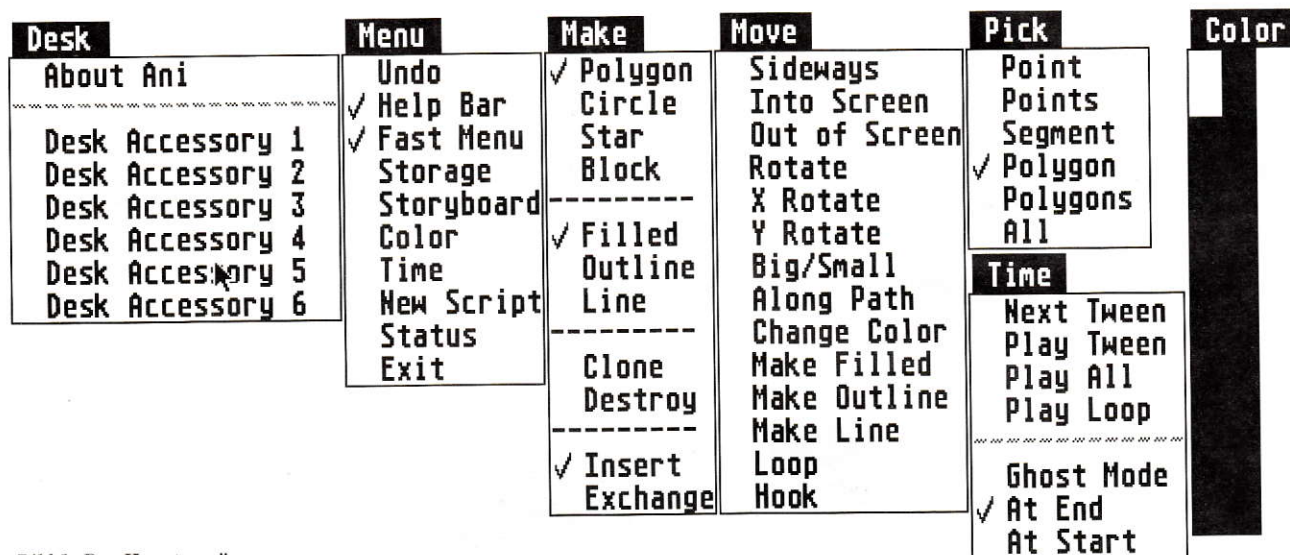 Desk
About Ani
Desk Accessory 1
Desk Accessory 2
Desk Accessory 3
Desk Accessory 4
Desk Accessory 5
Desk Accessory 6
Menu
✓ Undo
✓ Help Bar
✓ Fast Menu
Storage
Storyboard
Color
Time
New Script
Status
Exit
Make
✓ Polygon
Circle
Star
Block
✓ Filled
Outline
Line
Clone
Destroy
✓ Insert
Exchange
Move
Sideways
Into Screen
Out of Screen
Rotate
X Rotate
Y Rotate
Big/Small
Along Path
Change Color
Make Filled
Make Outline
Make Line
Loop
Hook
Pick
Point
Points
Segment
✓ Polygon
Polygons
All
Time
Next Tween
Play Tween
Play All
Play Loop
Ghost Mode
✓ At End
At Start
Color